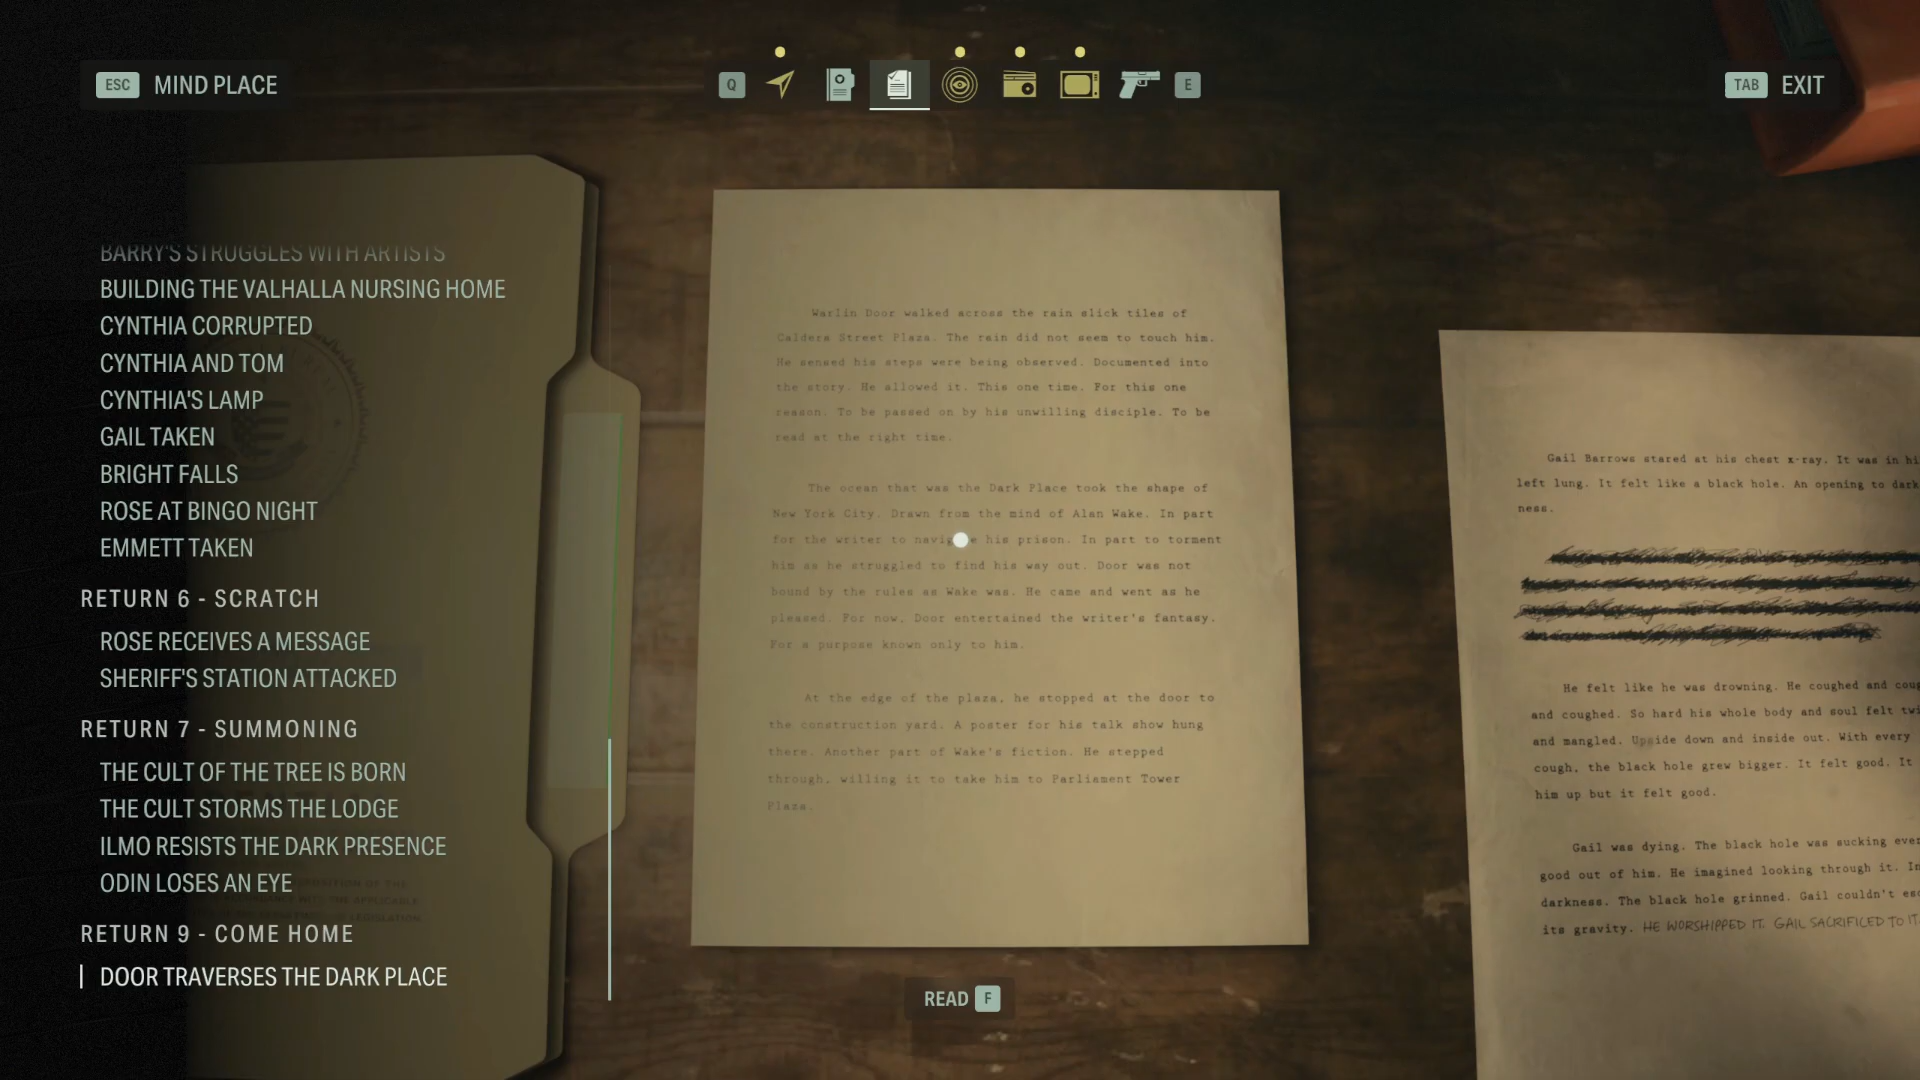 ESC MIND PLACE
Q
E
TAB EXIT
BARRY'S STRUGGLES WITH ARTISTS
BUILDING THE VALHALLA NURSING HOME
CYNTHIA CORRUPTED
CYNTHIA AND TOM
CYNTHIA'S LAMP
GAIL TAKEN
BRIGHT FALLS
ROSE AT BINGO NIGHT
EMMETT TAKEN
RETURN 6 - SCRATCH
ROSE RECEIVES A MESSAGE
SHERIFF'S STATION ATTACKED
RETURN 7 - SUMMONING
THE CULT OF THE TREE IS BORN
THE CULT STORMS THE LODGE
ILMO RESISTS THE DARK PRESENCE
ODIN LOSES AN EYE
RETURN 9 - COME HOME
DOOR TRAVERSES THE DARK PLACE
Warlin Door walked across the rain slick tiles of
Caldera Street Plaza. The rain did not seem to touch him.
He sensed his steps were being observed. Documented into
the story. He allowed it. This one time. For this one
reason. To be passed on by his unwilling disciple. To be
read at the right time.
The ocean that was the Dark Place took the shape of
New York City. Drawn from the mind of Alan Wake. In part
for the writer to his prison. In part to torment
him as he struggled to find his way out. Door was not
bound by the rules as Wake was. He came and went as he
pleased. For now, Door entertained the writer's fantasy.
For a purpose known only to him.
At the edge of the plaza, he stopped at the door to
the construction yard. A poster for his talk show hung
there. Another part of Wake's fiction. He stepped
through, willing it to take him to Parliament Tower
Plaza.
READ F
Gail Barrows stared at his chest x-ray. It was in
left lung. It felt like a black hole. An opening to dark
ness.
He felt like he was drowning. He coughed and
and coughed. So hard his whole body and soul felt
and mangled. Upside down and inside out. With every
cough, the black hole grew bigger. It felt good. It
him up but it felt good.
Gail was dying. The black hole was sucking
good out of him. He imagined looking through it.
darkness. The black hole grinned. Gail couldn't
its gravity. HE WORSHIPPED IT. GAIL SACRIFICED TO